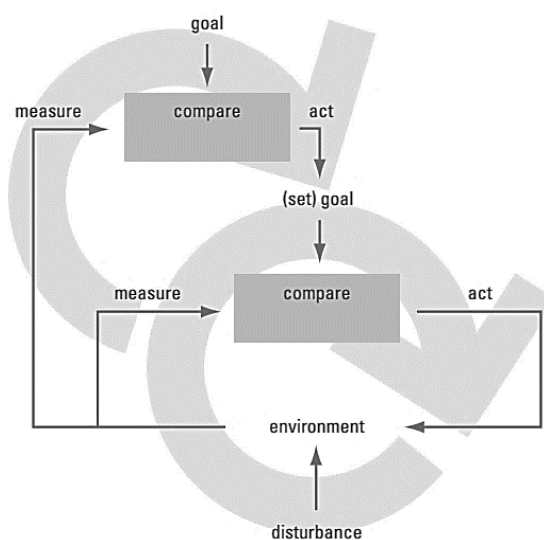 goal
measure
compare
act
(set) goal
measure
compare
act
environment
disturbance